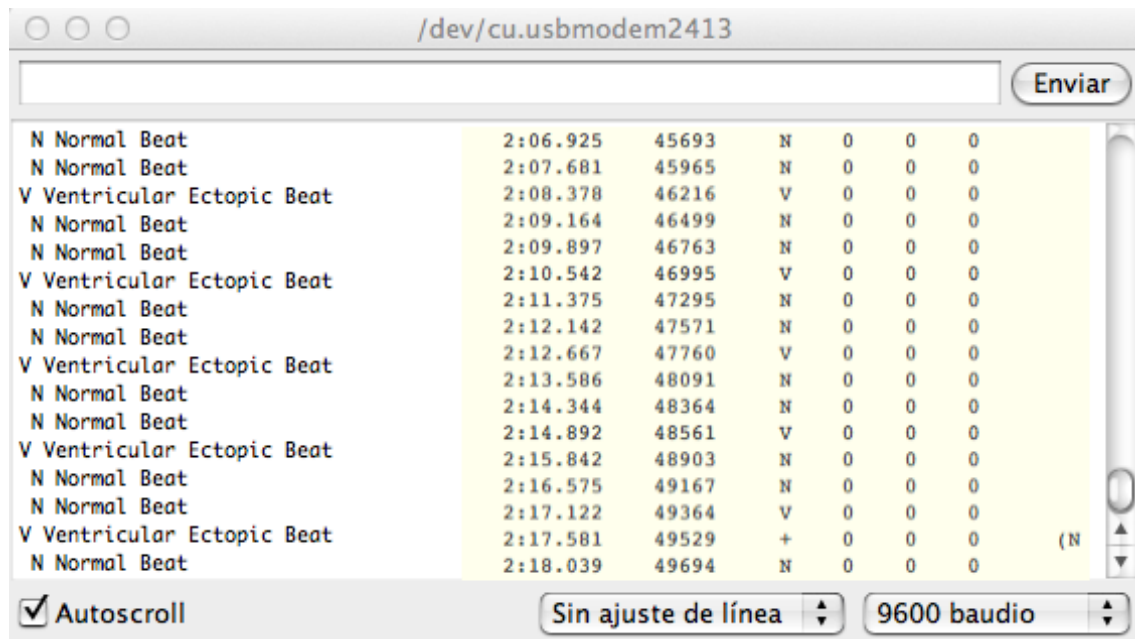 /dev/cu.usbmodem2413
Enviar
N Normal Beat 2:06.925 45693 N 0 0 0
N Normal Beat 2:07.681 45965 N 0 0 0
V Ventricular Ectopic Beat 2:08.378 46216 V 0 0 0
N Normal Beat 2:09.164 46499 N 0 0 0
N Normal Beat 2:09.897 46763 N 0 0 0
V Ventricular Ectopic Beat 2:10.542 46995 V 0 0 0
N Normal Beat 2:11.375 47295 N 0 0 0
N Normal Beat 2:12.142 47571 N 0 0 0
V Ventricular Ectopic Beat 2:12.667 47760 V 0 0 0
N Normal Beat 2:13.586 48091 N 0 0 0
N Normal Beat 2:14.344 48364 N 0 0 0
V Ventricular Ectopic Beat 2:14.892 48561 V 0 0 0
N Normal Beat 2:15.842 48903 N 0 0 0
N Normal Beat 2:16.575 49167 N 0 0 0
V Ventricular Ectopic Beat 2:17.122 49364 V 0 0 0
2:17.581 49529 + 0 0 0 (N
N Normal Beat 2:18.039 49694 N 0 0 0
Autoscroll
Sin ajuste de línea
9600 baudio